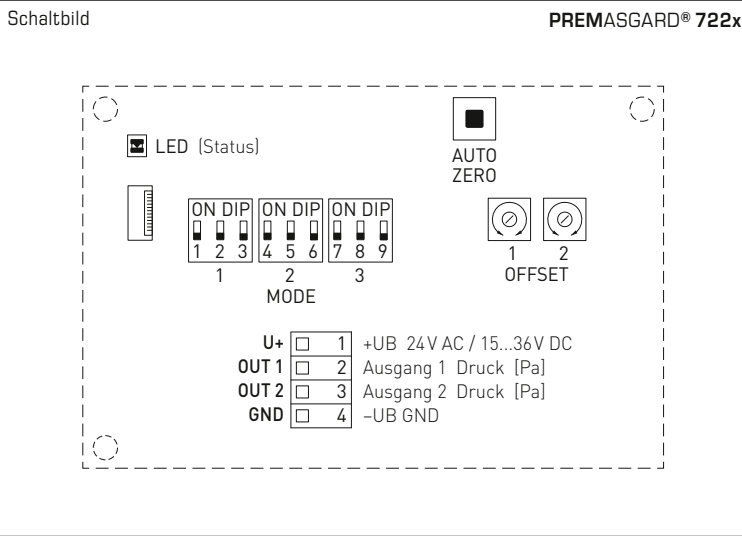 Schaltbild
PREMASGARD® 722x
LED (Status)
AUTO
ZERO
ON DIP ON DIP ON DIP
1 2 3 4 5 6 7 8 9
1 2 3
MODE
1 2
OFFSET
U+ 1 +UB 24V AC / 15...36V DC
OUT 1 2 Ausgang 1 Druck [Pa]
OUT 2 3 Ausgang 2 Druck [Pa]
GND 4 –UB GND